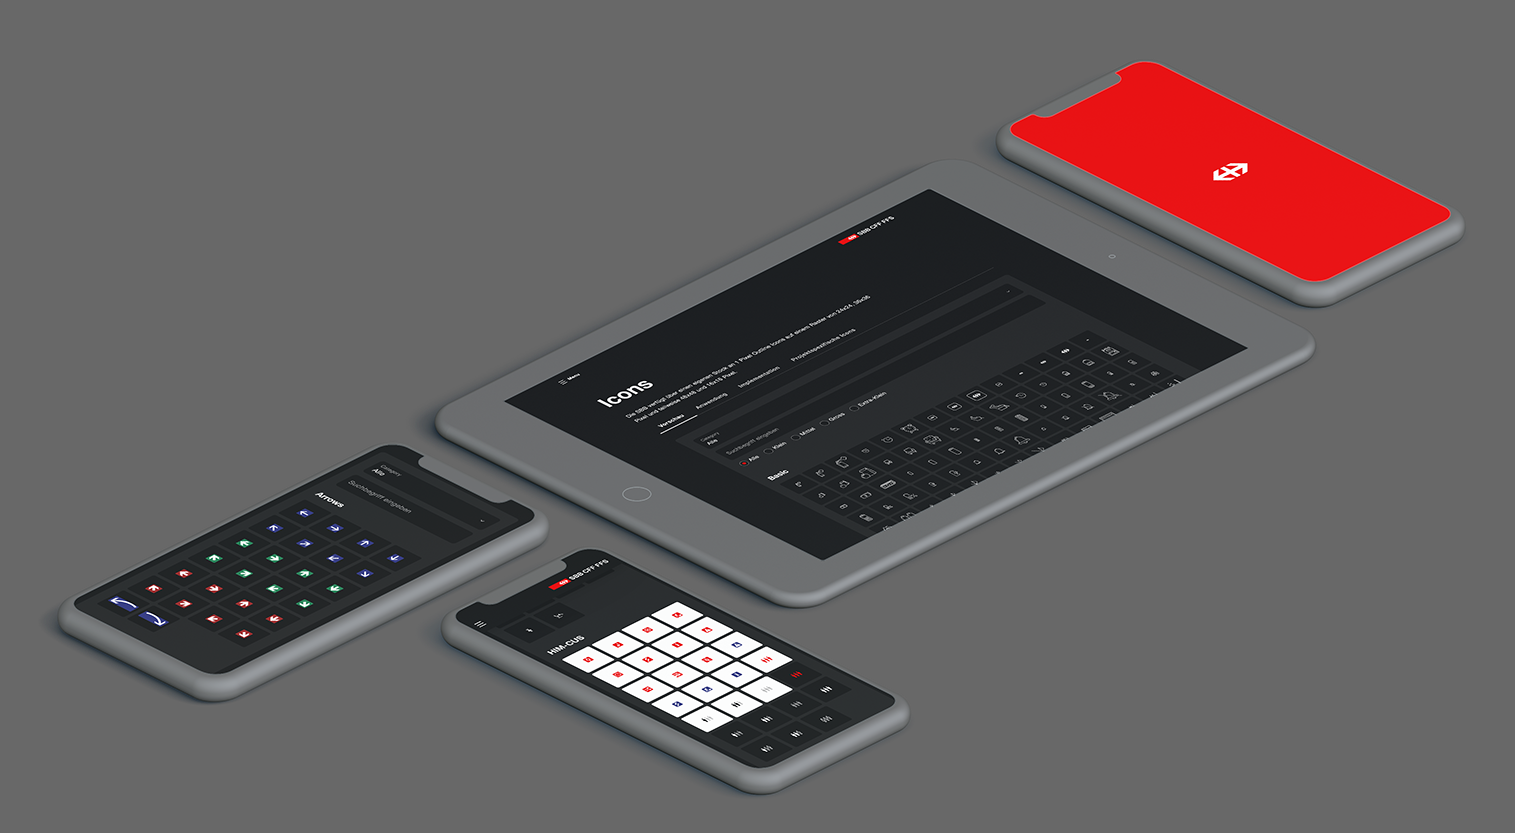 SBB CFF FFS
Menu
Icons
Die SBB verfügt über einen eigenen Stock an 1 Pixel Outline Icons auf einem Raster von 24x24, 36x36
Pixel und teilweise 48x48 und 16x16 Pixel.
Vorschau Anwendung Implementation Projektspezifische Icons
Category
Alle
Suchbegriff eingeben
Alle Klein Mittel Gross Extra-Klein
Basic
Category
Alle
Suchbegriff eingeben
Arrows
SBB CFF FFS
HIM-CUS